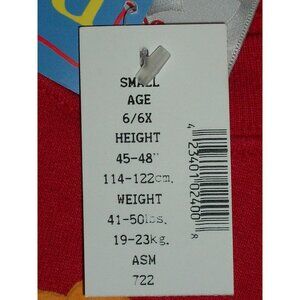 SMALL
AGE
6/6X
HEIGHT
45-48"
114-122cm.
WEIGHT
41-50lbs.
19-23kg.
ASM
722
4 23401 02400 8